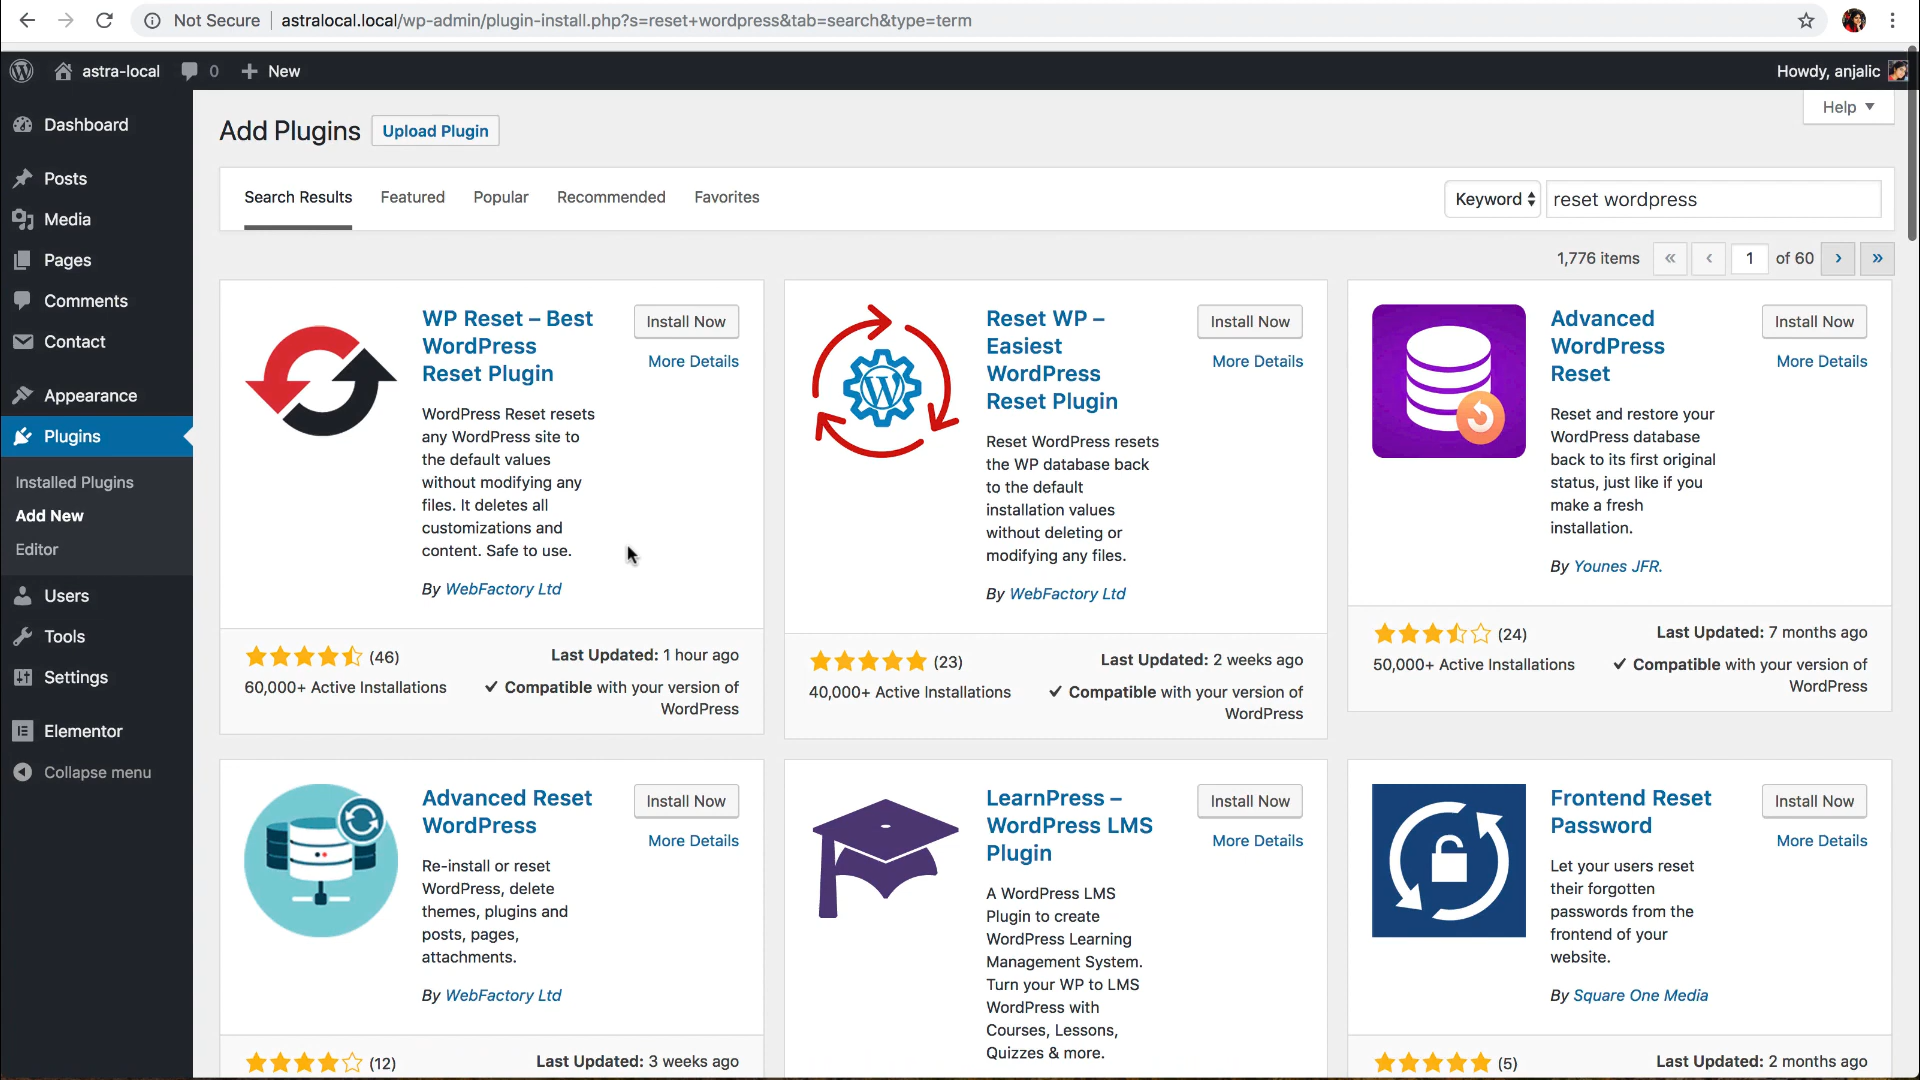 Not Secure | astralocal.local/wp-admin/plugin-install.php?s=reset+wordpress&tab=search&type=term
astra-local 0 + New
Howdy, anjalic
Dashboard
Posts
Media
Pages
Comments
Contact
Appearance
Plugins
Installed Plugins
Add New
Editor
Users
Tools
Settings
Elementor
Collapse menu
Help
Add Plugins Upload Plugin
Search Results Featured Popular Recommended Favorites
Keyword reset wordpress
1,776 items « ‹ 1 of 60 › »
WP Reset – Best
WordPress
Reset Plugin
Install Now
More Details
WordPress Reset resets
any WordPress site to
the default values
without modifying any
files. It deletes all
customizations and
content. Safe to use.
By WebFactory Ltd
(46)
Last Updated: 1 hour ago
60,000+ Active Installations
✓ Compatible with your version of
WordPress
Reset WP –
Easiest
WordPress
Reset Plugin
Install Now
More Details
Reset WordPress resets
the WP database back
to the default
installation values
without deleting or
modifying any files.
By WebFactory Ltd
(23)
Last Updated: 2 weeks ago
40,000+ Active Installations
✓ Compatible with your version of
WordPress
Advanced
WordPress
Reset
Install Now
More Details
Reset and restore your
WordPress database
back to its first original
status, just like if you
make a fresh
installation.
By Younes JFR.
(24)
Last Updated: 7 months ago
50,000+ Active Installations
✓ Compatible with your version of
WordPress
Advanced Reset
WordPress
Install Now
More Details
Re-install or reset
WordPress, delete
themes, plugins and
posts, pages,
attachments.
By WebFactory Ltd
(12)
Last Updated: 3 weeks ago
LearnPress –
WordPress LMS
Plugin
Install Now
More Details
A WordPress LMS
Plugin to create
WordPress Learning
Management System.
Turn your WP to LMS
WordPress with
Courses, Lessons,
Quizzes & more.
Frontend Reset
Password
Install Now
More Details
Let your users reset
their forgotten
passwords from the
frontend of your
website.
By Square One Media
(5)
Last Updated: 2 months ago